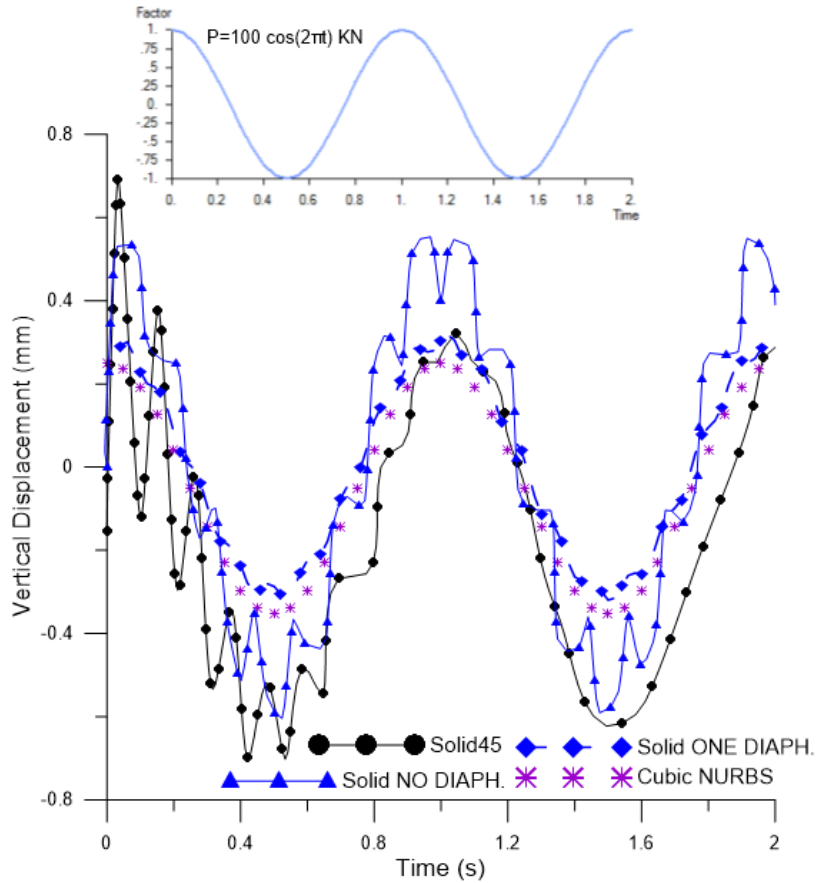 Factor
P=100 cos(2πt) KN
1.
.75
.5
.25
0.
-.25
-.5
-.75
-1.
0. 0.2 0.4 0.6 0.8 1. 1.2 1.4 1.6 1.8 2.
Time
0.8
0.4
0
-0.4
-0.8
Vertical Displacement (mm)
Solid45
Solid ONE DIAPH.
Solid NO DIAPH.
Cubic NURBS
0 0.4 0.8 1.2 1.6 2
Time (s)